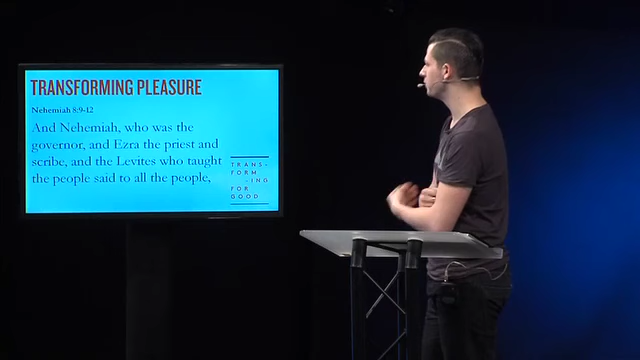 TRANSFORMING PLEASURE
Nehemiah 8:9-12
And Nehemiah, who was the
governor, and Ezra the priest and
scribe, and the Levites who taught
the people said to all the people,
TRANS-
FORM
-ING
FOR
GOOD